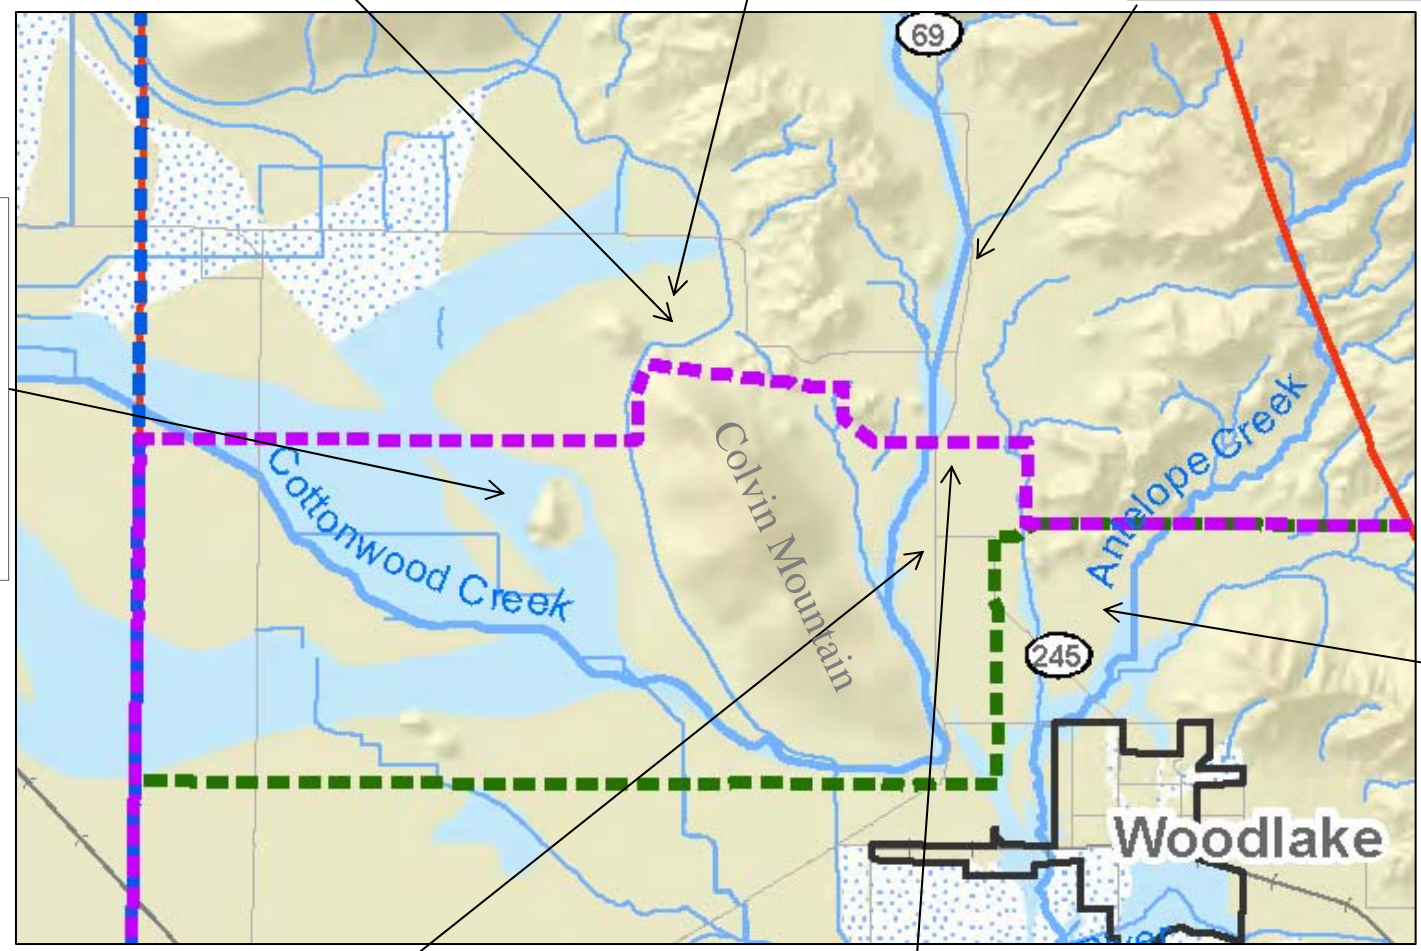 69
Colvin Mountain
Antelope Creek
Cottonwood Creek
245
Woodlake